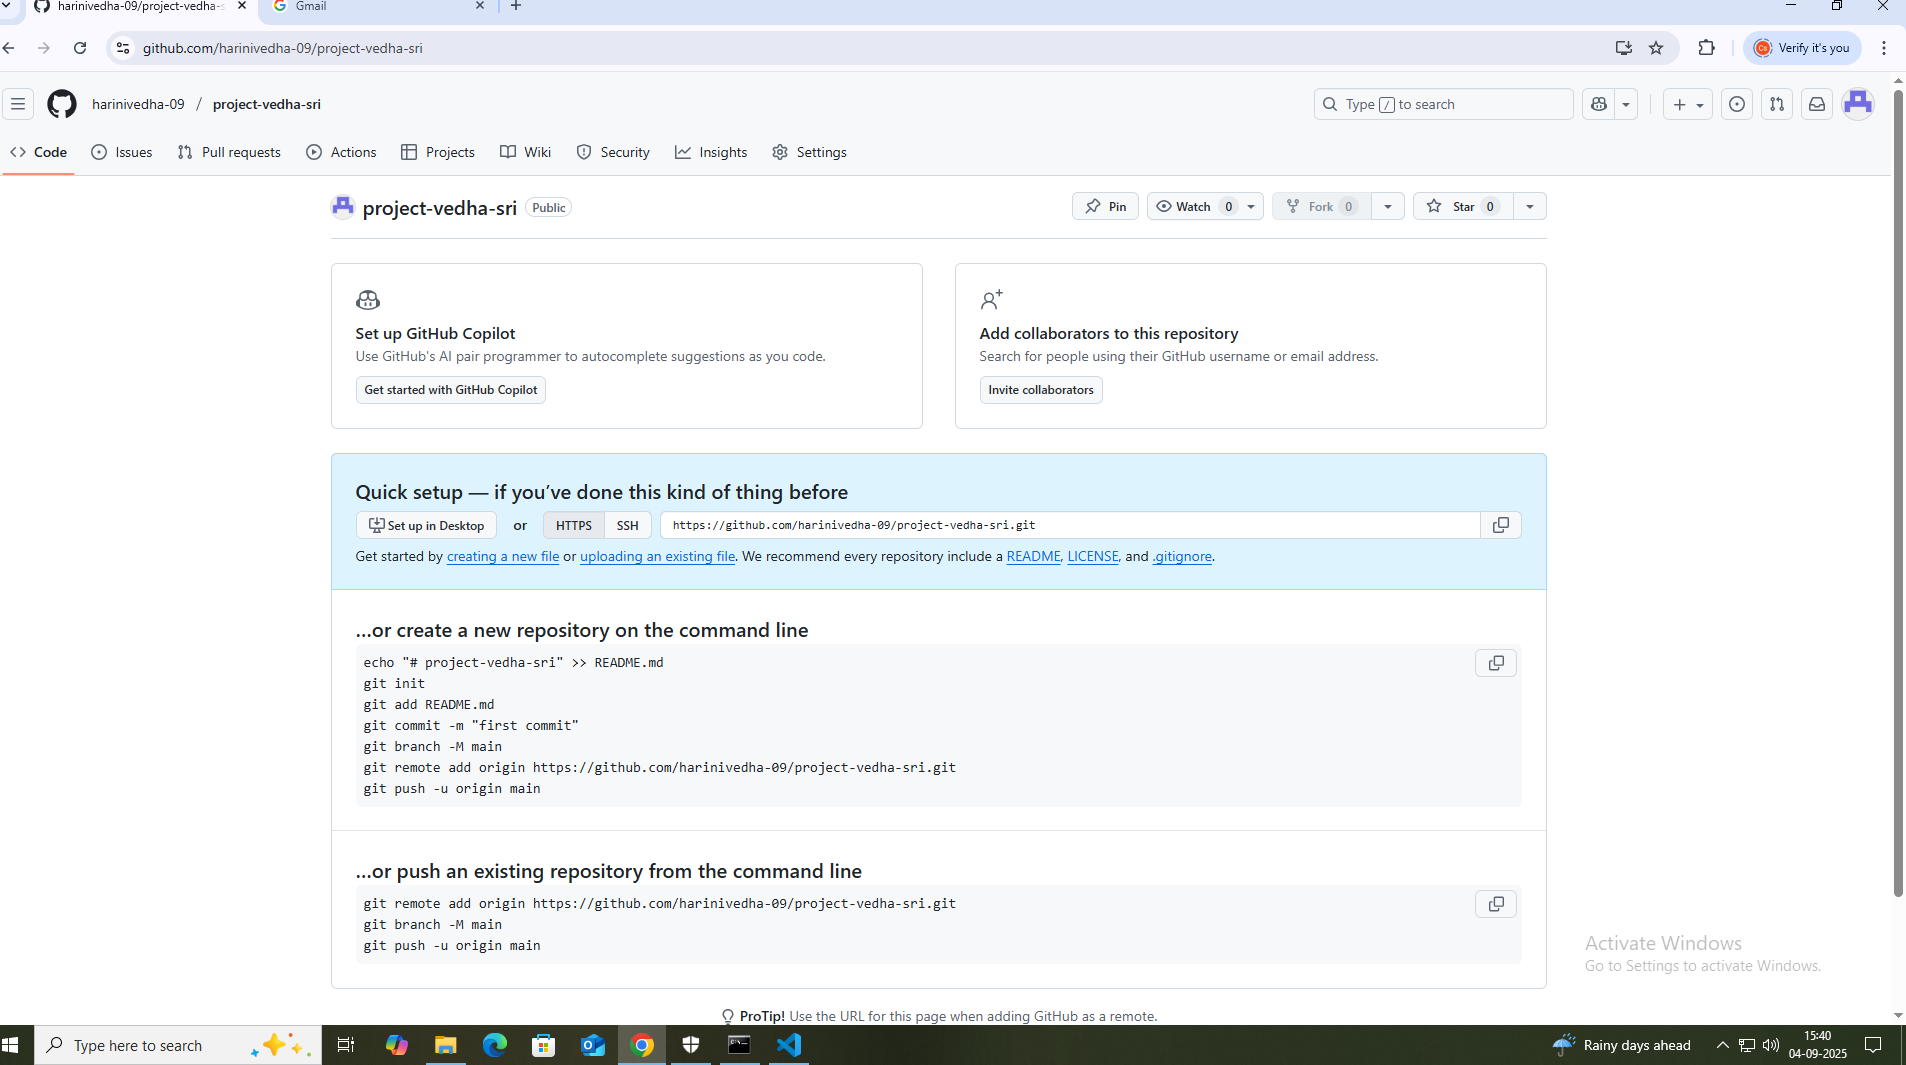 harinivedha-09/project-vedha-s
Gmail
github.com/harinivedha-09/project-vedha-sri
Verify it's you
harinivedha-09 / project-vedha-sri
Type / to search
Code
Issues
Pull requests
Actions
Projects
Wiki
Security
Insights
Settings
project-vedha-sri Public
Pin
Watch 0
Fork 0
Star 0
Set up GitHub Copilot
Use GitHub's AI pair programmer to autocomplete suggestions as you code.
Get started with GitHub Copilot
Add collaborators to this repository
Search for people using their GitHub username or email address.
Invite collaborators
Quick setup — if you've done this kind of thing before
Set up in Desktop or HTTPS SSH https://github.com/harinivedha-09/project-vedha-sri.git
Get started by creating a new file or uploading an existing file. We recommend every repository include a README, LICENSE, and .gitignore.
...or create a new repository on the command line
echo "# project-vedha-sri" >> README.md
git init
git add README.md
git commit -m "first commit"
git branch -M main
git remote add origin https://github.com/harinivedha-09/project-vedha-sri.git
git push -u origin main
...or push an existing repository from the command line
git remote add origin https://github.com/harinivedha-09/project-vedha-sri.git
git branch -M main
git push -u origin main
Activate Windows
Go to Settings to activate Windows.
ProTip! Use the URL for this page when adding GitHub as a remote.
Type here to search
Rainy days ahead
15:40
04-09-2025